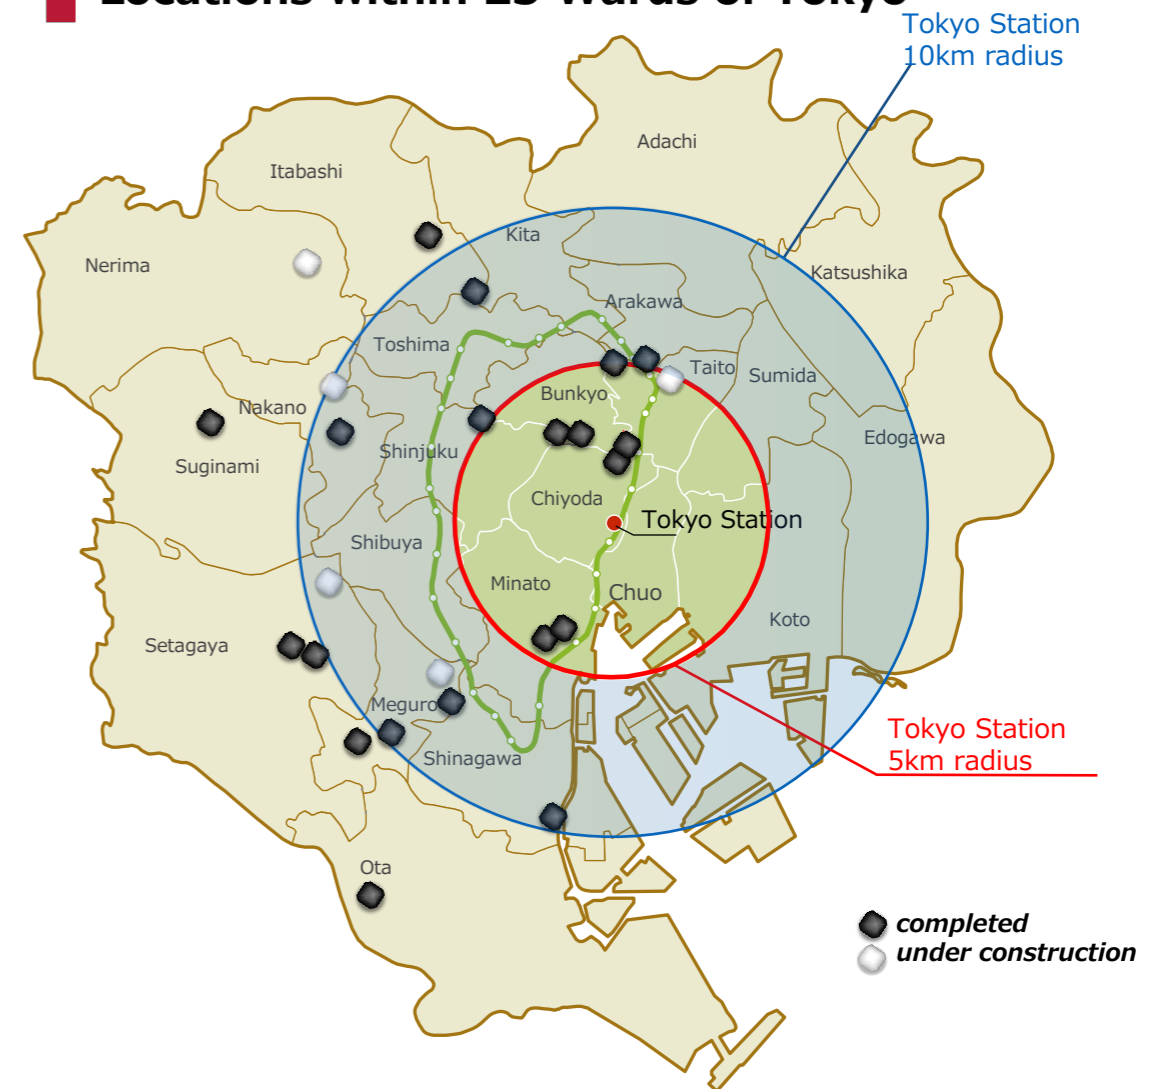 Locations within 23 Wards of Tokyo
Tokyo Station
10km radius
Adachi
Itabashi
Kita
Nerima
Katsushika
Arakawa
Toshima
Taito
Sumida
Bunkyo
Nakano
Edogawa
Shinjuku
Suginami
Chiyoda
Tokyo Station
Shibuya
Minato
Chuo
Koto
Setagaya
Meguro
Tokyo Station
5km radius
Shinagawa
Ota
completed
under construction